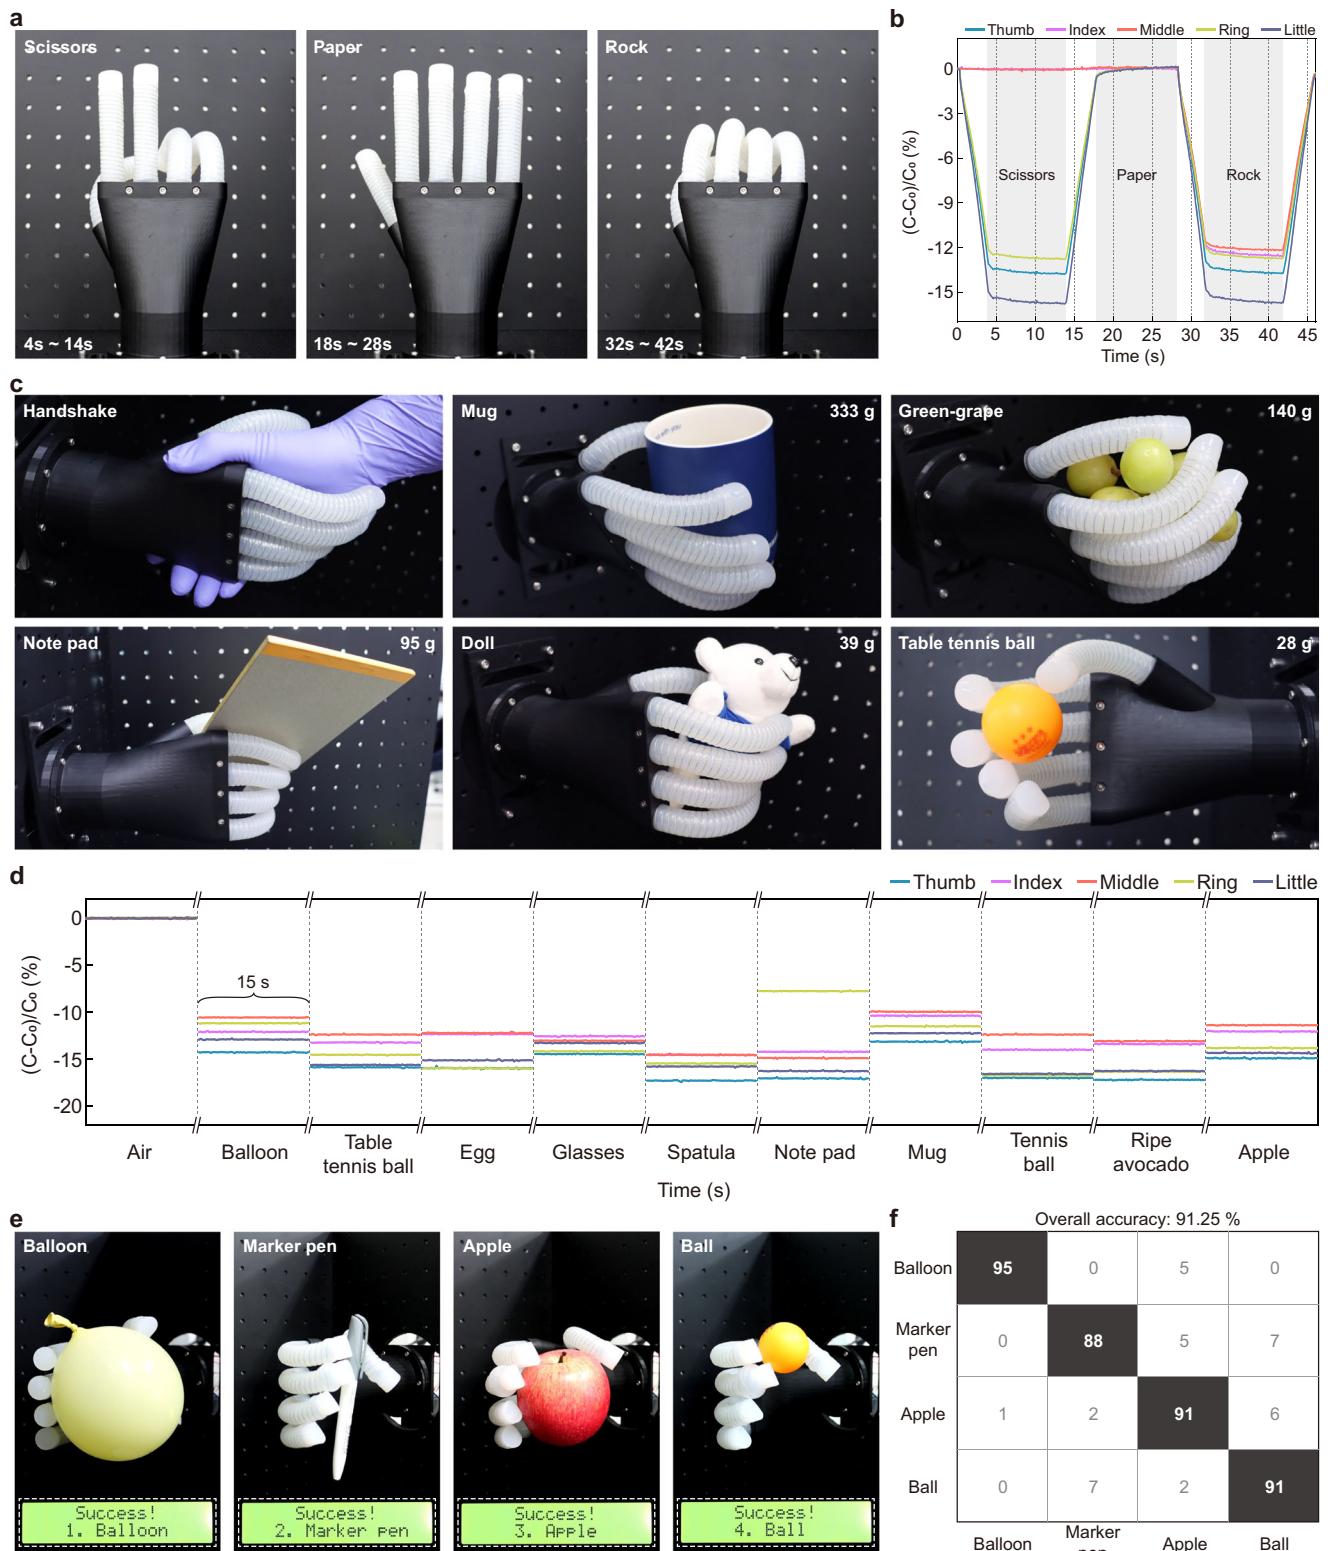 a
Scissors
4s ~ 14s
Paper
18s ~ 28s
Rock
32s ~ 42s
b
Thumb Index Middle Ring Little
(C-C₀)/C₀ (%)
0
-3
-6
-9
-12
-15
Scissors Paper Rock
0 5 10 15 20 25 30 35 40 45
Time (s)
c
Handshake
Mug 333 g
Green-grape 140 g
Note pad 95 g
Doll 39 g
Table tennis ball 28 g
d
Thumb Index Middle Ring Little
(C-C₀)/C₀ (%)
0
-5
-10
-15
-20
15 s
Air
Balloon
Table
tennis ball
Egg
Glasses
Spatula
Note pad
Mug
Tennis
ball
Ripe
avocado
Apple
Time (s)
e
Balloon
Success!
1. Balloon
Marker pen
Success!
2. Marker pen
Apple
Success!
3. Apple
Ball
Success!
4. Ball
f
Overall accuracy: 91.25 %
Balloon 95 0 5 0
Marker
pen 0 88 5 7
Apple 1 2 91 6
Ball 0 7 2 91
Balloon
Marker
pen
Apple
Ball